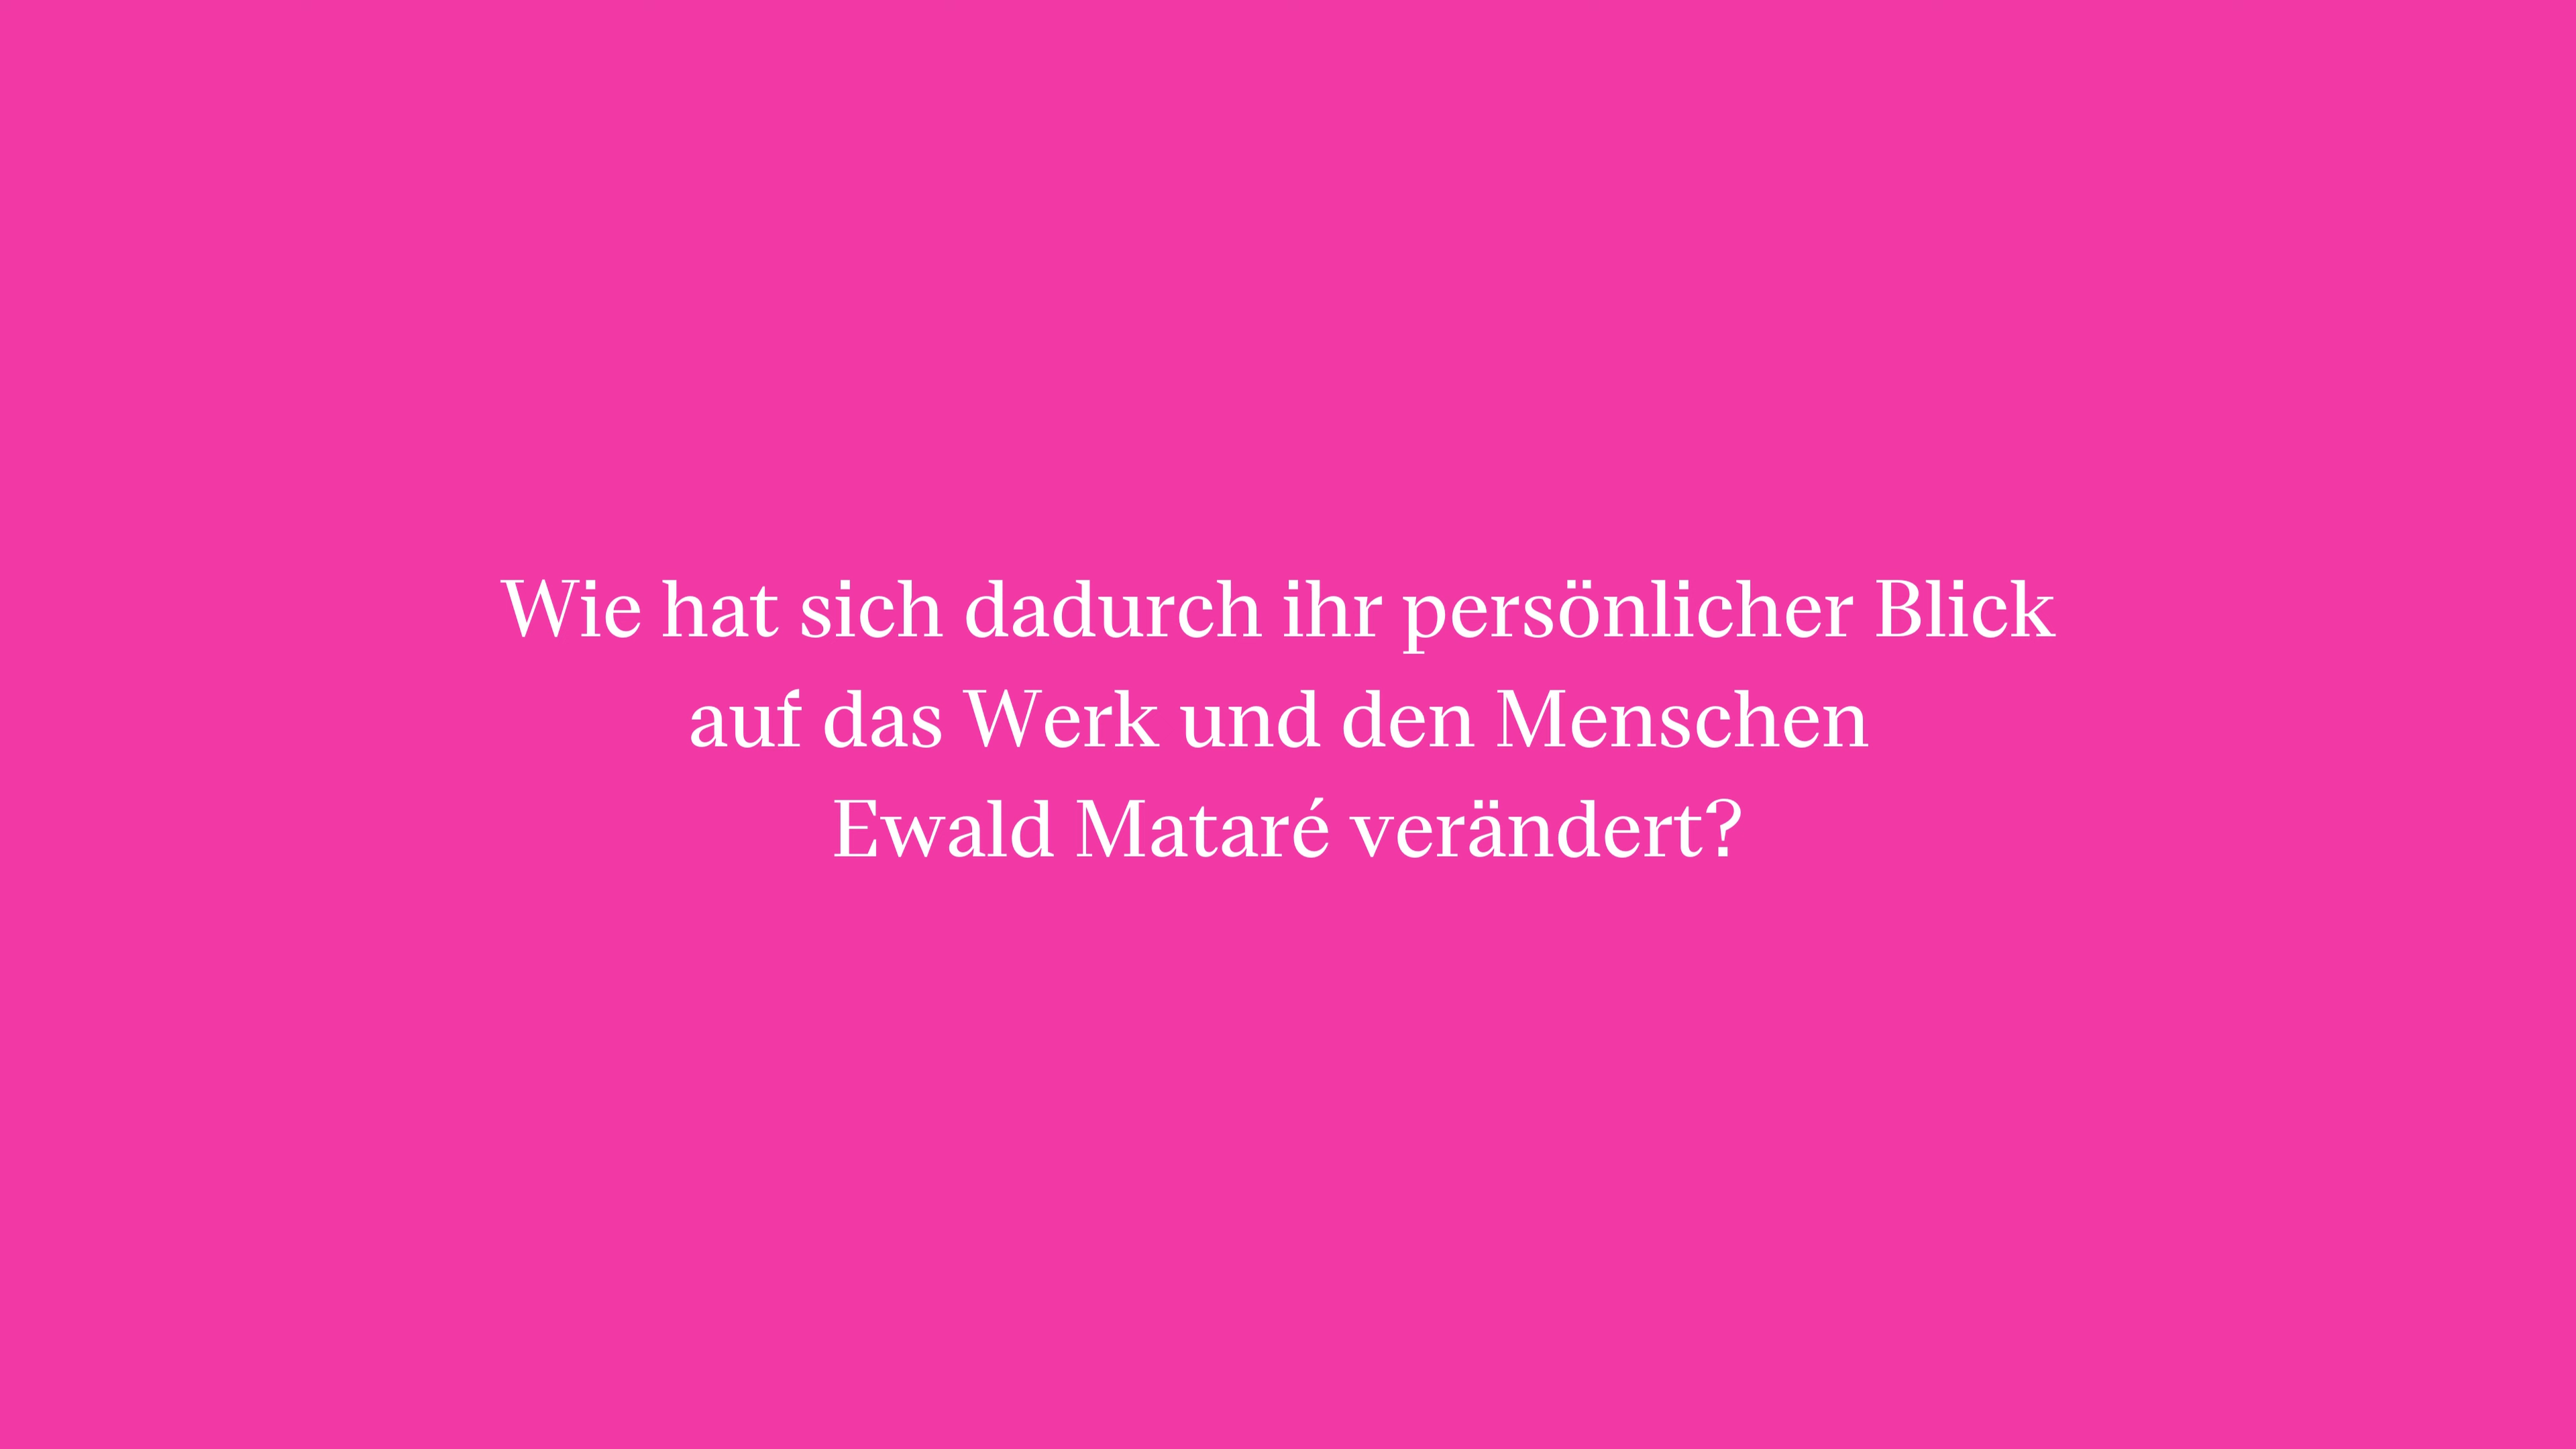 Wie hat sich dadurch ihr persönlicher Blick
auf das Werk und den Menschen
Ewald Mataré verändert?